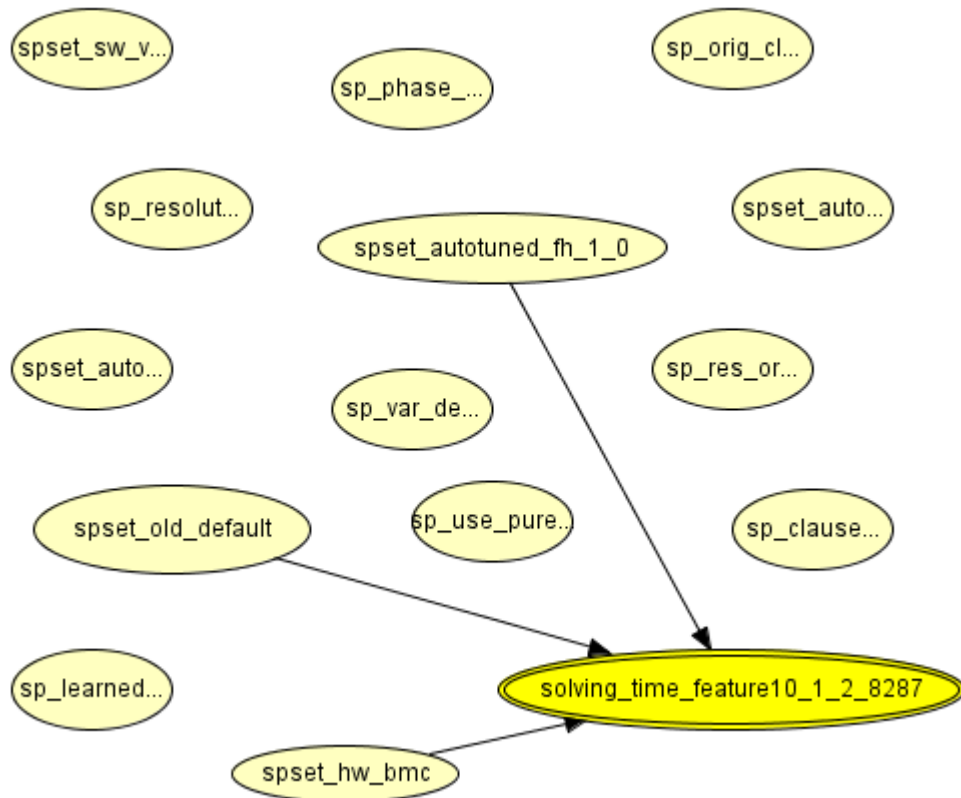 spset_sw_v...
sp_orig_cl...
sp_phase_...
sp_resolut...
spset_auto...
spset_autotuned_fh_1_0
spset_auto...
sp_res_or...
sp_var_de...
spset_old_default
sp_use_pure...
sp_clause...
sp_learned...
solving_time_feature10_1_2_8287
spset_hw_bmc